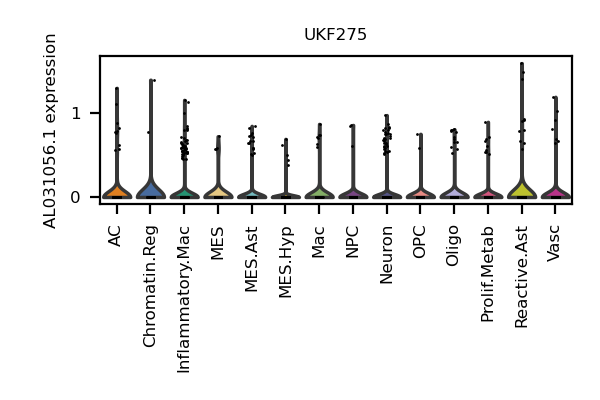 UKF275
AL031056.1 expression
1
0
AC
Chromatin.Reg
Inflammatory.Mac
MES
MES.Ast
MES.Hyp
Mac
NPC
Neuron
OPC
Oligo
Prolif.Metab
Reactive.Ast
Vasc